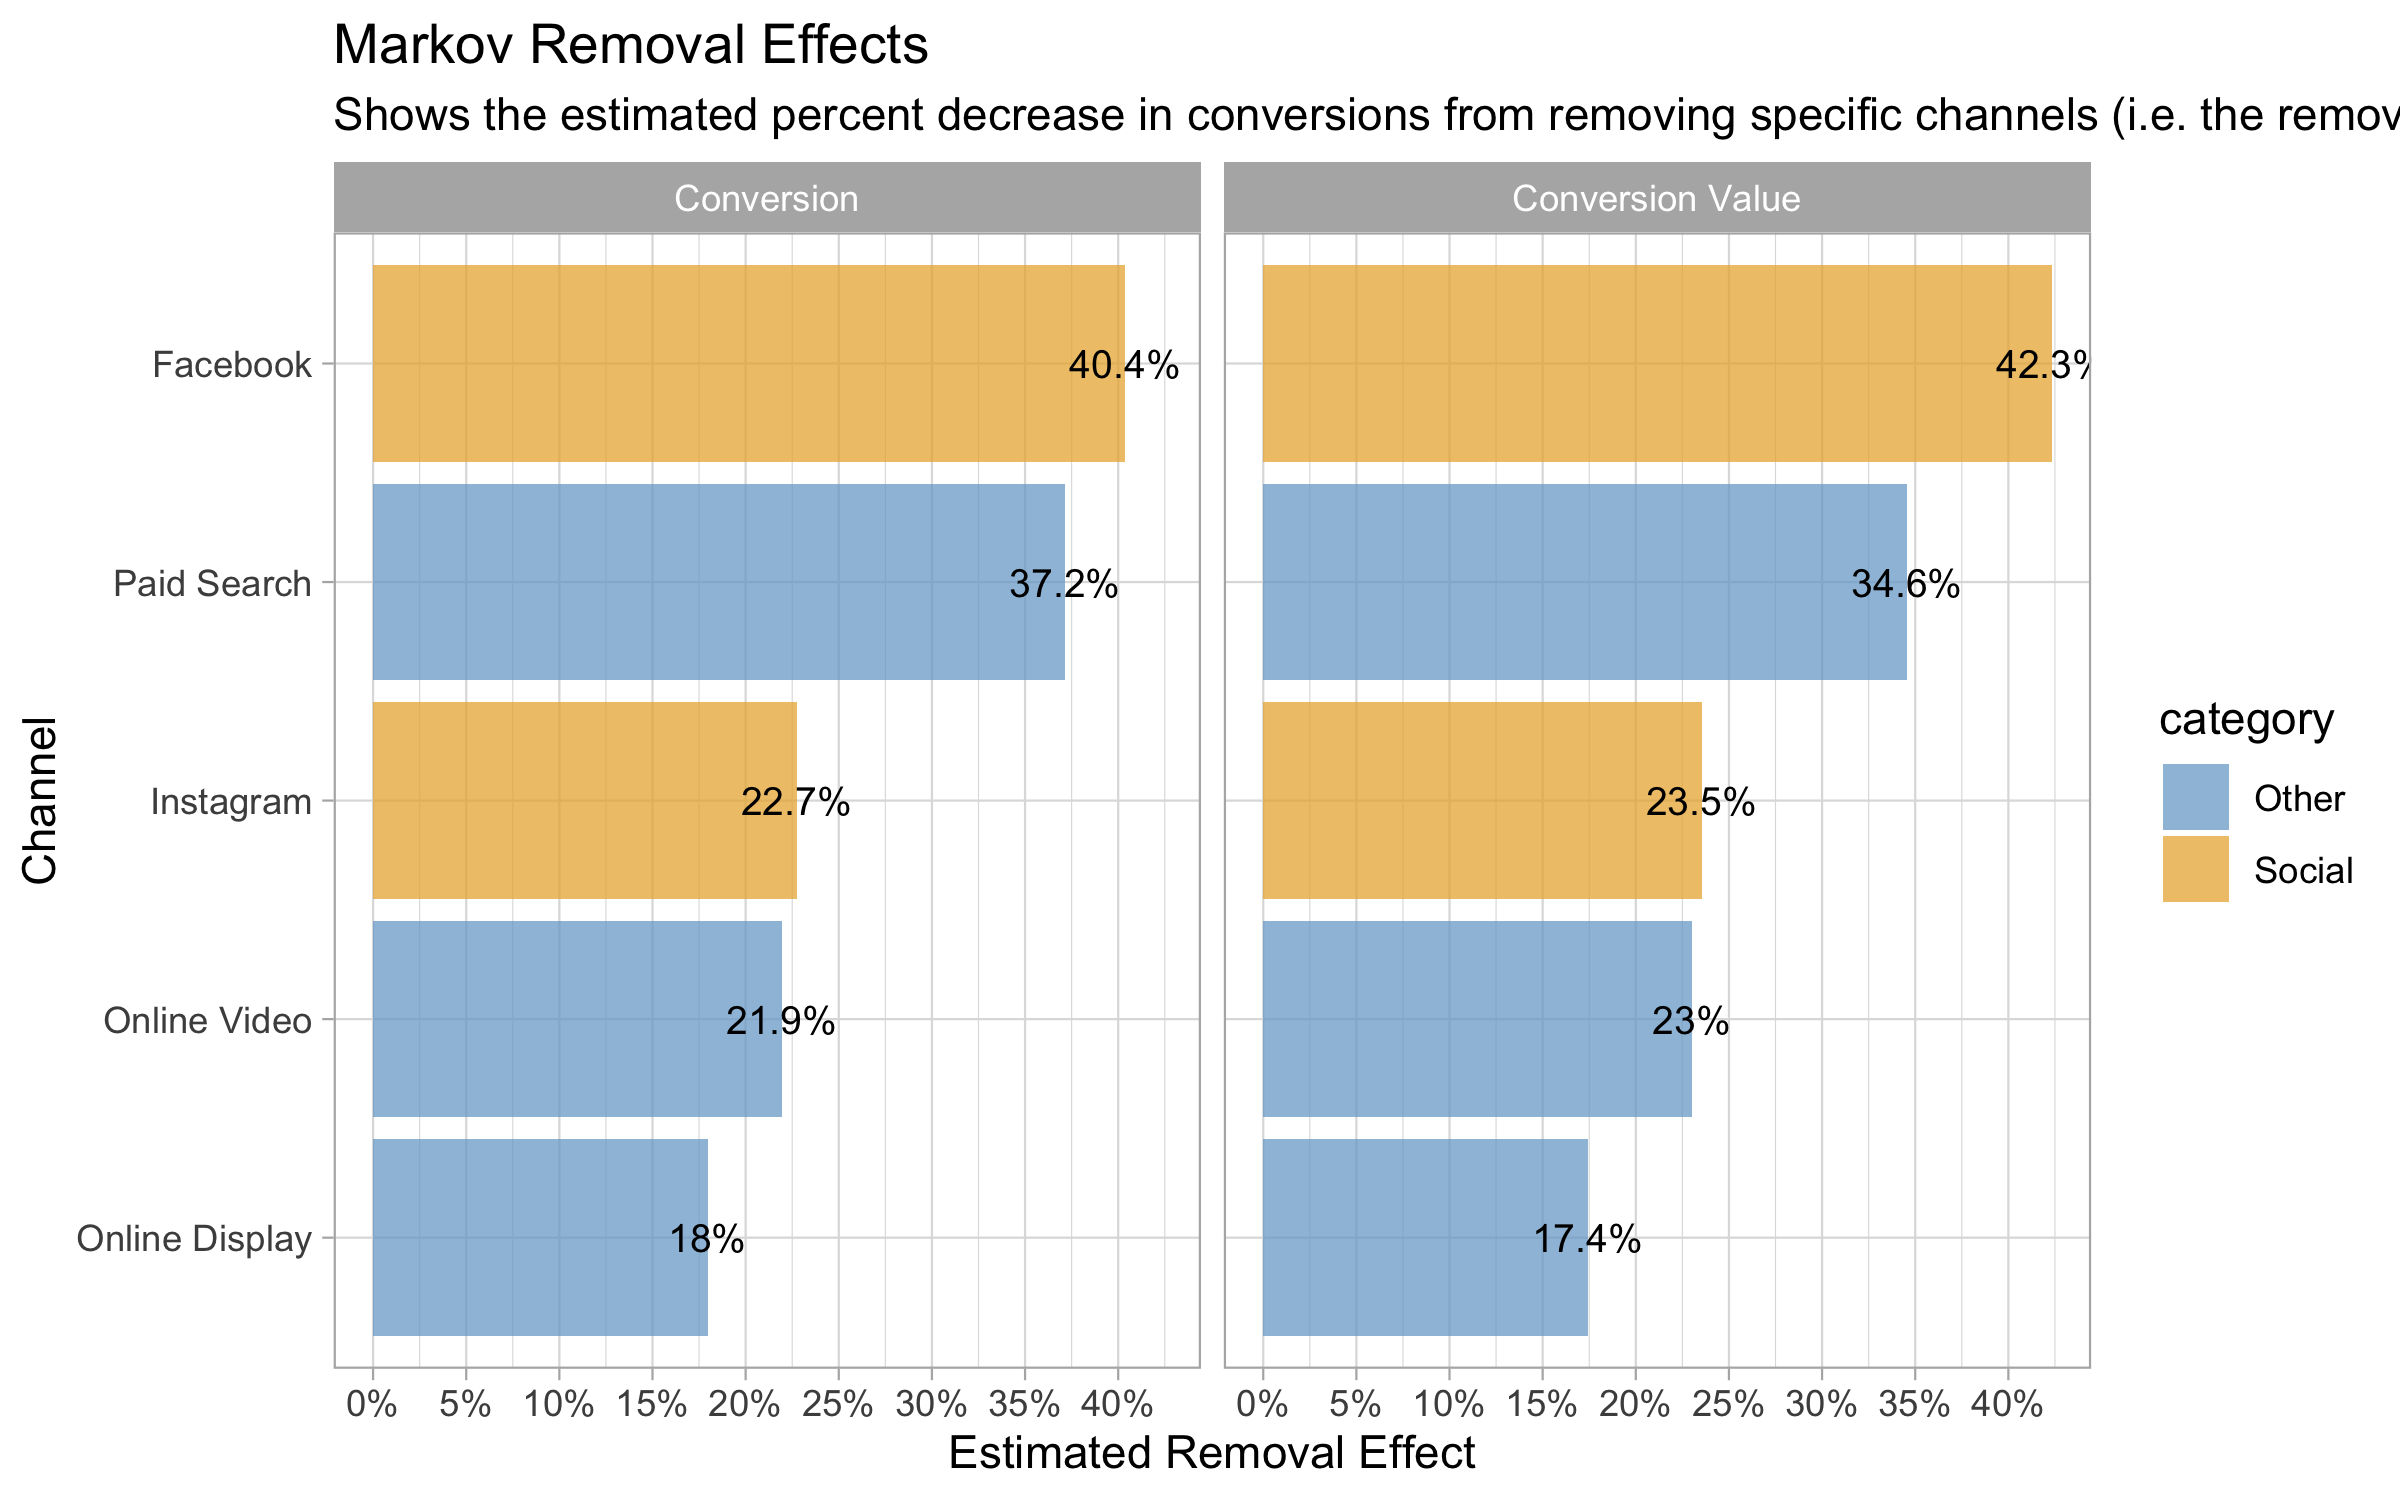 Markov Removal Effects
Shows the estimated percent decrease in conversions from removing specific channels (i.e. the
Conversion
Conversion Value
Channel
Facebook
40.4%
42.3%
Paid Search
37.2%
34.6%
Instagram
22.7%
23.5%
Online Video
21.9%
23%
Online Display
18%
17.4%
0% 5% 10% 15% 20% 25% 30% 35% 40%
0% 5% 10% 15% 20% 25% 30% 35% 40%
Estimated Removal Effect
category
Other
Social